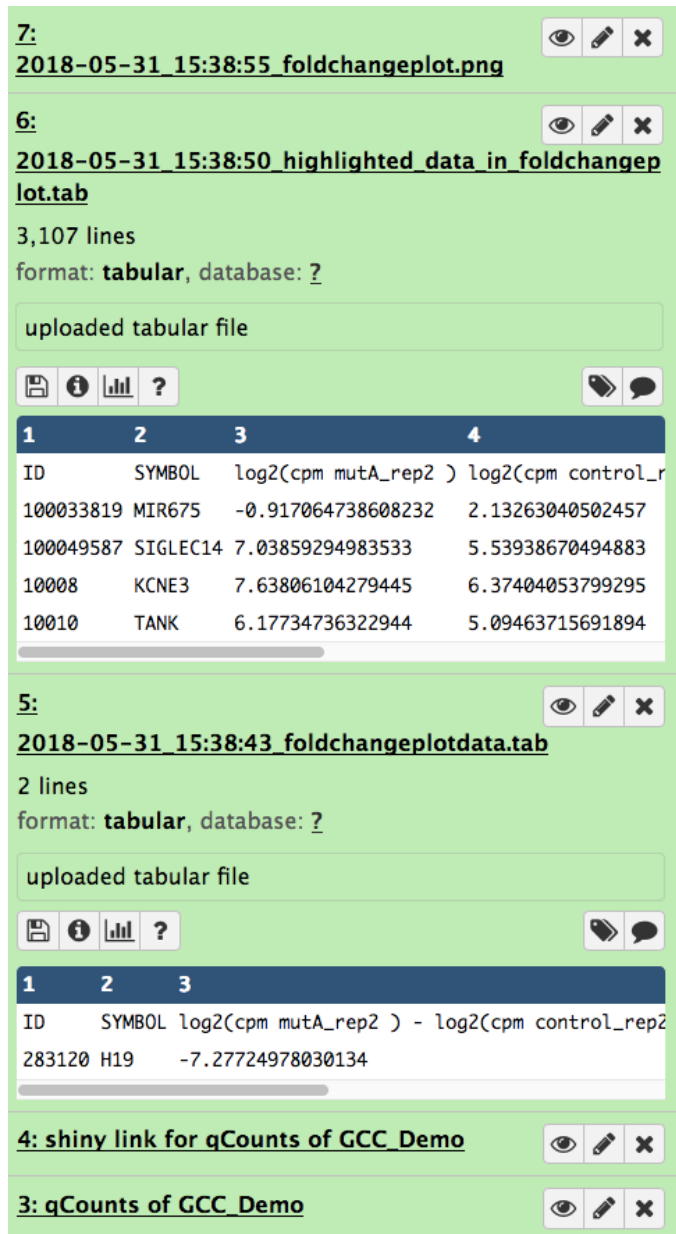 7:
2018-05-31_15:38:55_foldchangeplot.png
6:
2018-05-31_15:38:50_highlighted_data_in_foldchangep
lot.tab
3,107 lines
format: tabular, database: ?
uploaded tabular file
?
1 2 3 4
ID SYMBOL log2(cpm mutA_rep2 ) log2(cpm control_r
100033819 MIR675 -0.917064738608232 2.13263040502457
100049587 SIGLEC14 7.03859294983533 5.53938670494883
10008 KCNE3 7.63806104279445 6.37404053799295
10010 TANK 6.17734736322944 5.09463715691894
5:
2018-05-31_15:38:43_foldchangeplotdata.tab
2 lines
format: tabular, database: ?
uploaded tabular file
?
1 2 3
ID SYMBOL log2(cpm mutA_rep2 ) - log2(cpm control_rep2
283120 H19 -7.27724978030134
4: shiny link for qCounts of GCC_Demo
3: qCounts of GCC_Demo